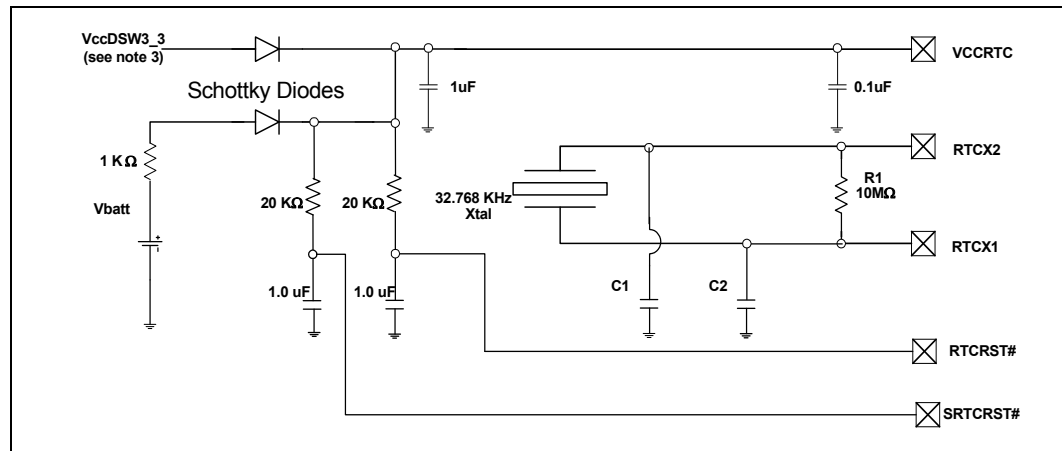 VccDSW3_3
(see note 3)
Schottky Diodes
1uF
0.1uF
VCCRTC
1 KΩ
Vbatt
20 KΩ
20 KΩ
32.768 KHz
Xtal
R1
10MΩ
RTCX2
RTCX1
1.0 uF
1.0 uF
C1
C2
RTCRST#
SRTCRST#
+
-